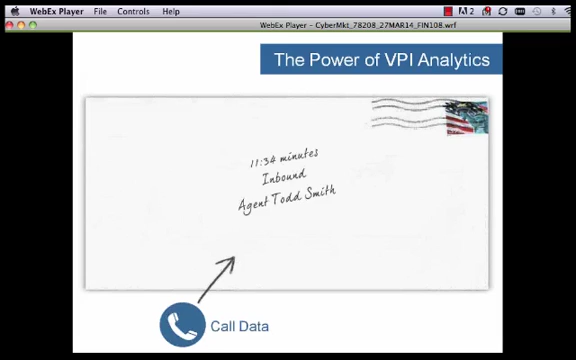 WebEx Player File Controls Help
2
WebEx Player - CyberMkt_78208_27MAR14_FIN108.wrf
The Power of VPI Analytics
11:34 minutes
Inbound
Agent Todd Smith
Call Data